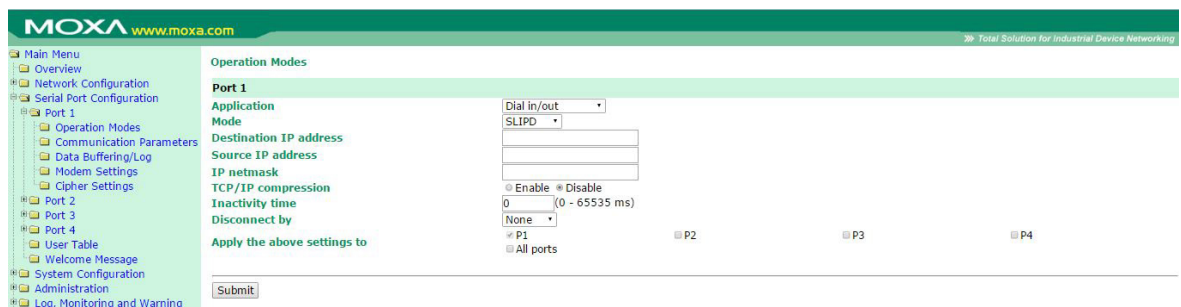 MOXA www.moxa.com
Total Solution for Industrial Device Networking
Main Menu
Overview
Network Configuration
Serial Port Configuration
Port 1
Operation Modes
Communication Parameters
Data Buffering/Log
Modem Settings
Cipher Settings
Port 2
Port 3
Port 4
User Table
Welcome Message
System Configuration
Administration
Log, Monitoring and Warning
Operation Modes
Port 1
Application Dial in/out
Mode SLIPD
Destination IP address
Source IP address
IP netmask
TCP/IP compression Enable Disable
Inactivity time 0 (0 - 65535 ms)
Disconnect by None
Apply the above settings to P1 P2 P3 P4
All ports
Submit